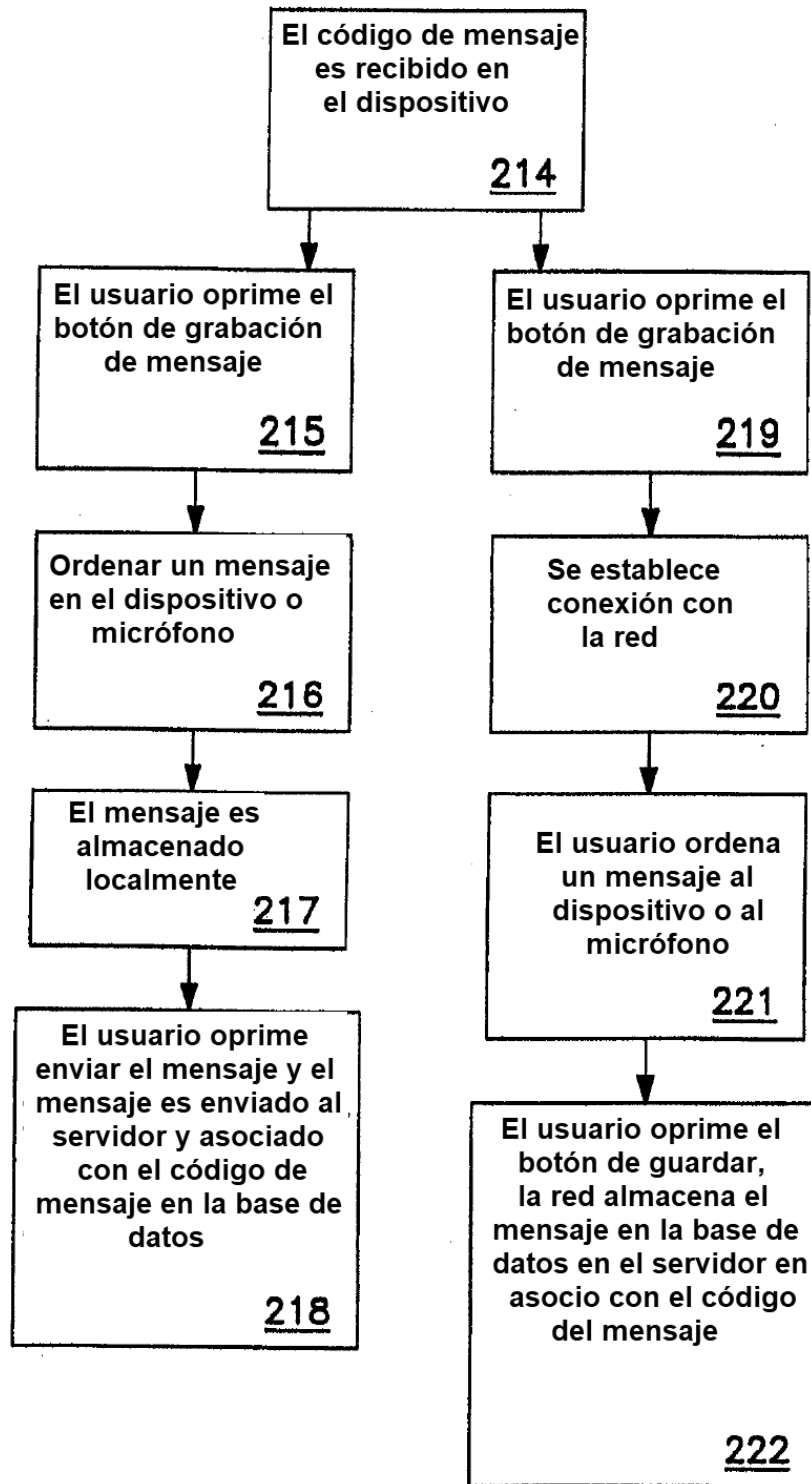 El código de mensaje
es recibido en
el dispositivo
214
El usuario oprime el
botón de grabación
de mensaje
215
Ordenar un mensaje
en el dispositivo o
micrófono
216
El mensaje es
almacenado
localmente
217
El usuario oprime
enviar el mensaje y el
mensaje es enviado al
servidor y asociado
con el código de
mensaje en la base de
datos
218
El usuario oprime el
botón de grabación
de mensaje
219
Se establece
conexión con
la red
220
El usuario ordena
un mensaje al
dispositivo o al
micrófono
221
El usuario oprime el
botón de guardar,
la red almacena el
mensaje en la base de
datos en el servidor en
asocio con el código
del mensaje
222